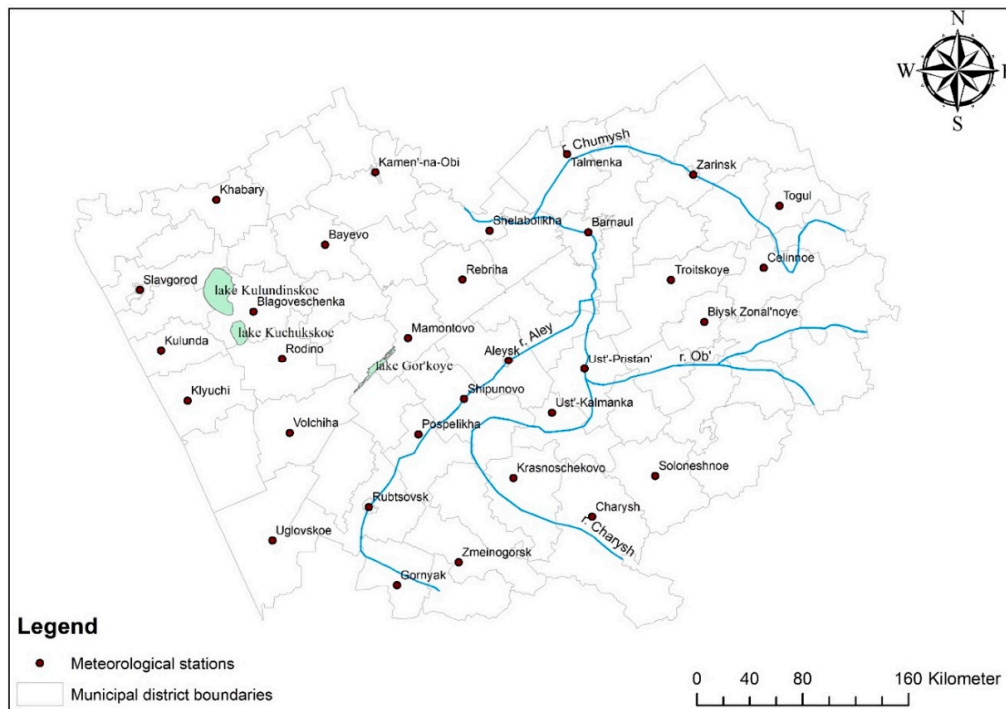 N
W
E
S
r. Chumysh
Talmenka
Kamen'-na-Obi
Zarinsk
Khabary
Togul
Shelabolikha
Barnaul
Bayevo
Celinnoe
Rebriha
Troitskoye
Slavgorod
lake Kulundinskoe
Blagoveschenka
Biysk Zonal'noye
lake Kuchukskoe
Mamontovo
r. Aley
Kulunda
Rodino
Aleysk
Ust'-Pristan'
r. Ob'
lake Gor'koye
Shipunovo
Klyuchi
Ust'-Kalmanka
Volchiha
Pospelikha
Krasnoschekovo
Soloneshnoe
Rubtsovsk
Charysh
r. Charysh
Uglovskoe
Zmeinogorsk
Gornyak
Legend
Meteorological stations
Municipal district boundaries
0 40 80 160 Kilometer